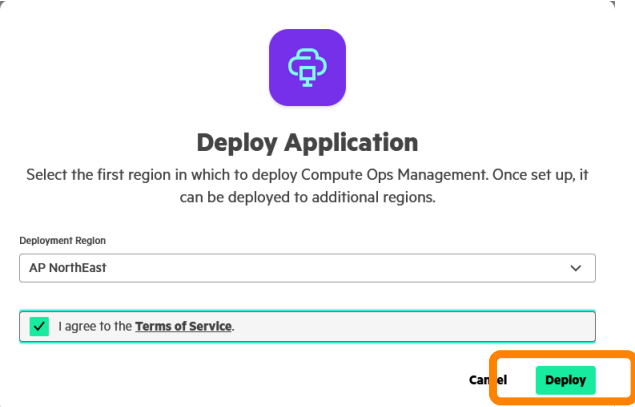 Deploy Application
Select the first region in which to deploy Compute Ops Management. Once set up, it
can be deployed to additional regions.
Deployment Region
AP NorthEast
I agree to the Terms of Service.
Cancel Deploy